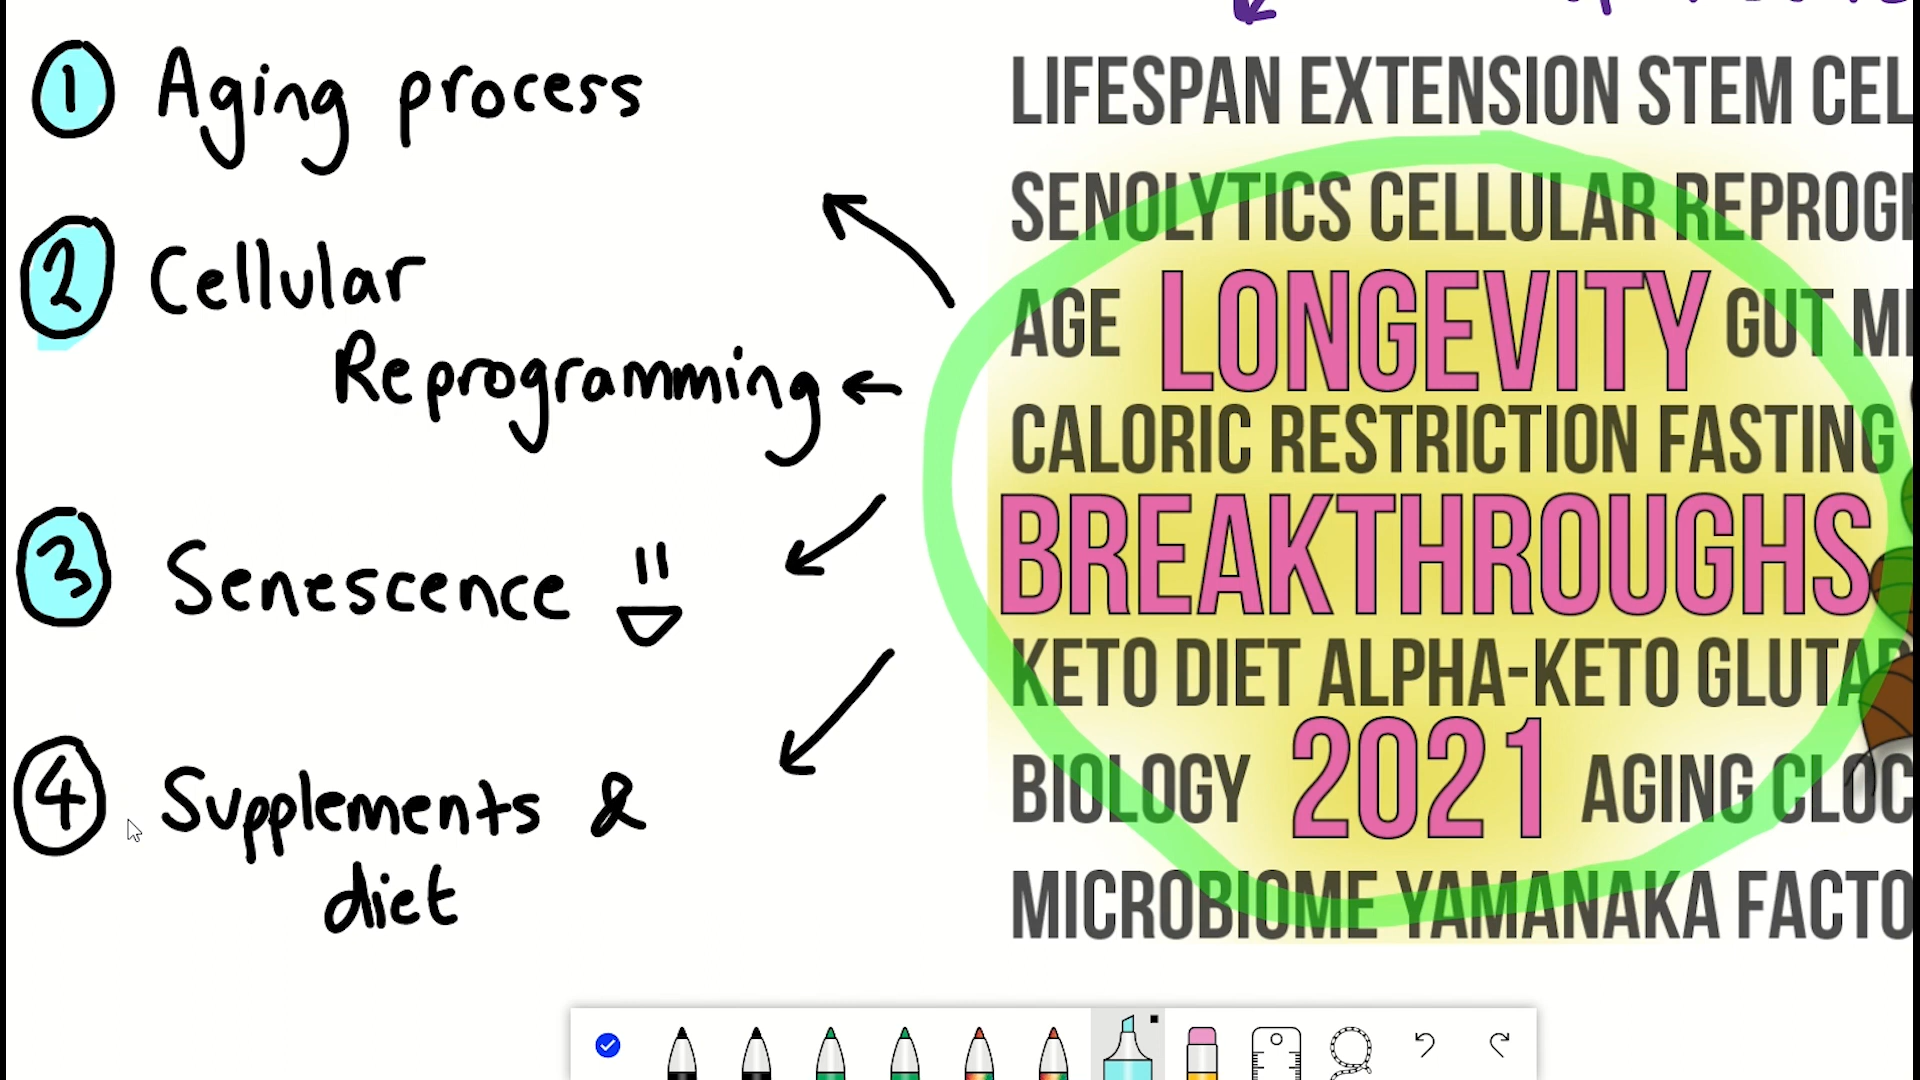 1 Aging process
2 Cellular
Reprogramming
3 Senescence
4 Supplements &
diet
LIFESPAN EXTENSION STEM CEL
SENOLYTICS CELLULAR REPROG
AGE LONGEVITY GUT MI
CALORIC RESTRICTION FASTING
BREAKTHROUGHS
KETO DIET ALPHA-KETO GLUTAR
BIOLOGY 2021 AGING CLOC
MICROBIOME YAMANAKA FACTO